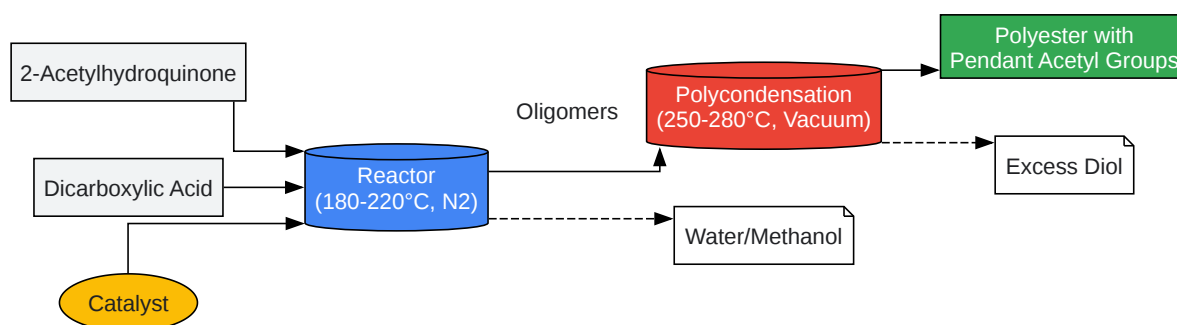 2-Acetylhydroquinone
Dicarboxylic Acid
Catalyst
Reactor
(180-220°C, N2)
Oligomers
Water/Methanol
Polycondensation
(250-280°C, Vacuum)
Polyester with
Pendant Acetyl Groups
Excess Diol